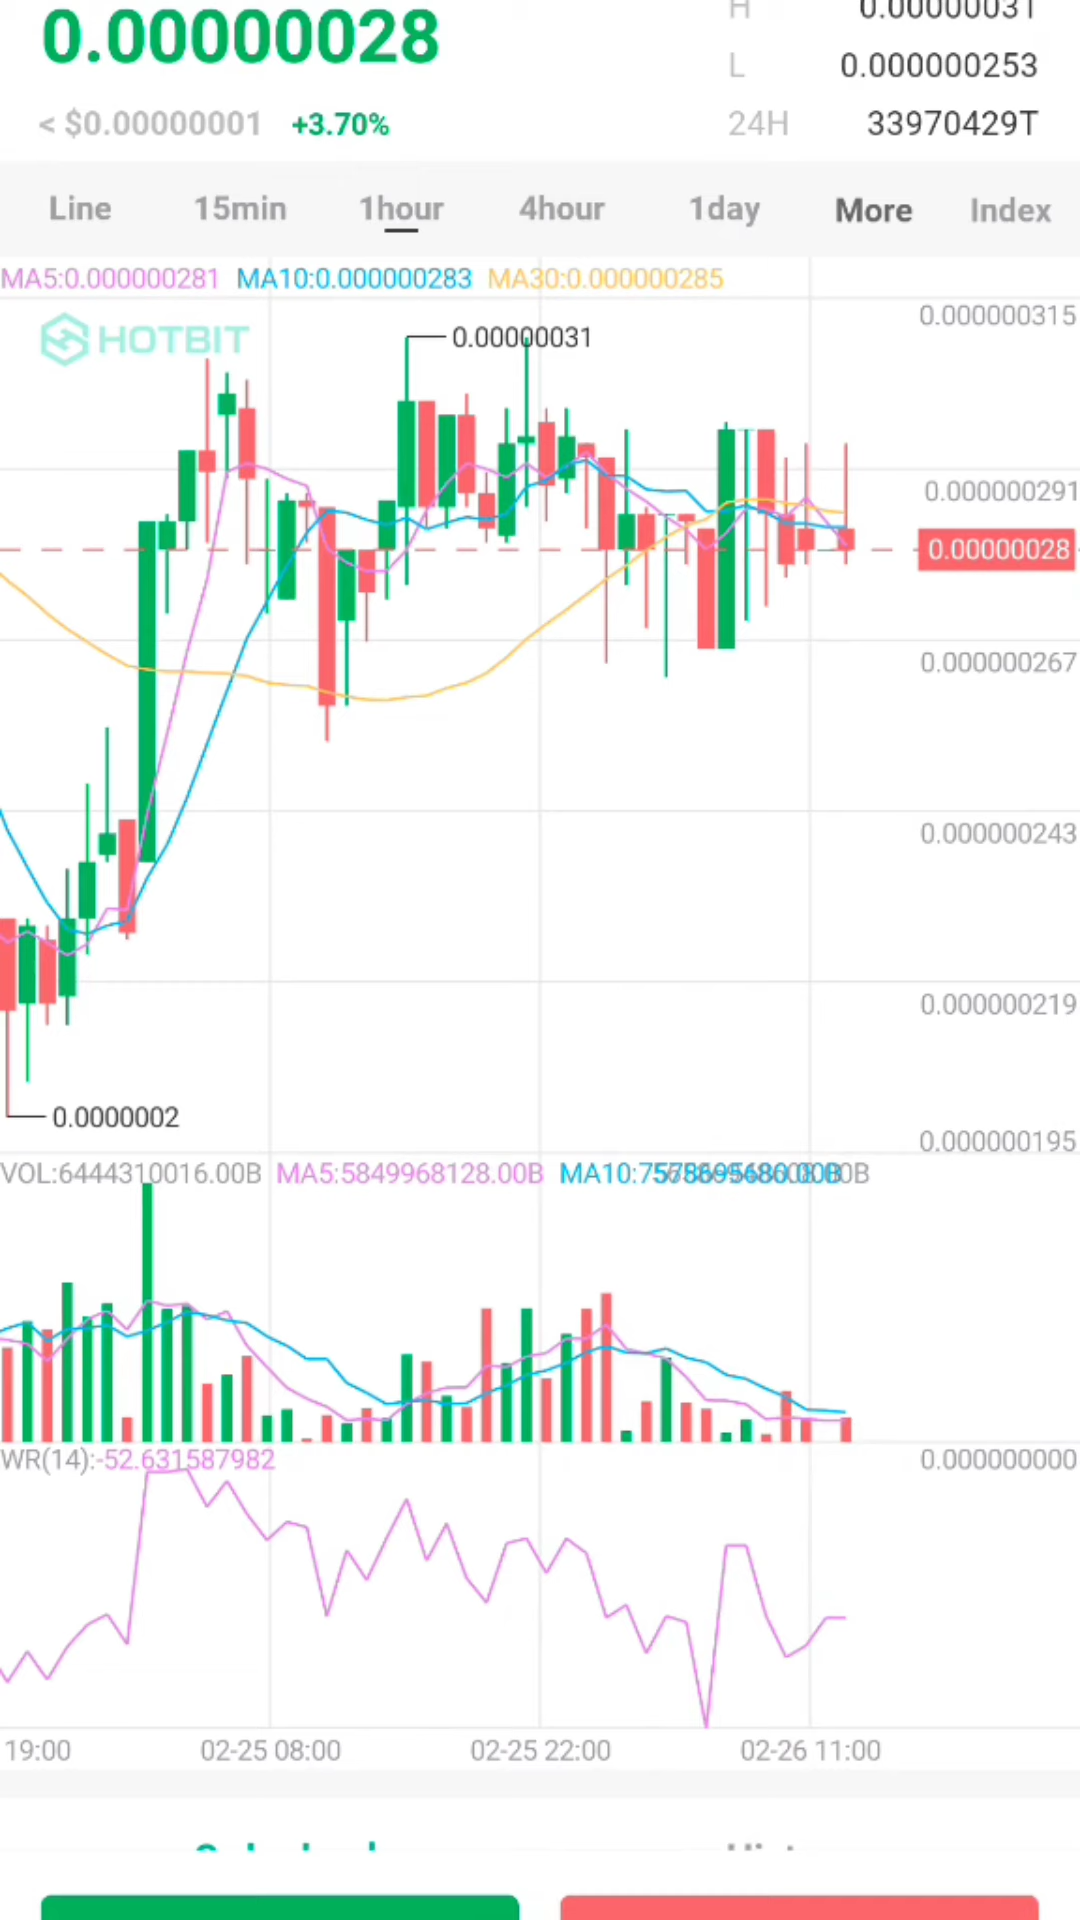 0.00000028
H 0.00000031
L 0.000000253
< $0.00000001 +3.70%
24H 33970429T
Line 15min 1hour 4hour 1day More Index
MA5:0.000000281 MA10:0.000000283 MA30:0.000000285
0.000000315
HOTBIT
0.00000031
0.000000291
0.00000028
0.000000267
0.000000243
0.000000219
0.0000002
0.000000195
VOL:6444310016.00B MA5:5849968128.00B MA10:
WR(14):-52.631587982
0.000000000
19:00 02-25 08:00 02-25 22:00 02-26 11:00